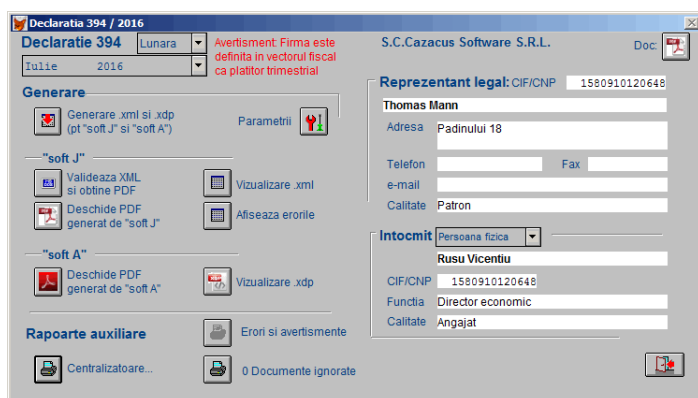 Declaratia 394 / 2016
Declaratie 394 Lunara
Iulie 2016
Avertisment: Firma este
definita in vectorul fiscal
ca platitor trimestrial
S.C.Cazacus Software S.R.L.
Doc:
Generare
Generare .xml si .xdp
(pt "soft J" si "soft A")
Parametrii
"soft J"
Valideaza XML
si obtine PDF
Vizualizare .xml
Deschide PDF
generat de "soft J"
Afiseaza erorile
"soft A"
Deschide PDF
generat de "soft A"
Vizualizare .xdp
Rapoarte auxiliare
Erori si avertismente
Centralizatoare...
0 Documente ignorate
Reprezentant legal: CIF/CNP 1580910120648
Thomas Mann
Adresa Padinului 18
Telefon Fax
e-mail
Calitate Patron
Intocmit Persoana fizica
Rusu Vicentiu
CIF/CNP 1580910120648
Functia Director economic
Calitate Angajat